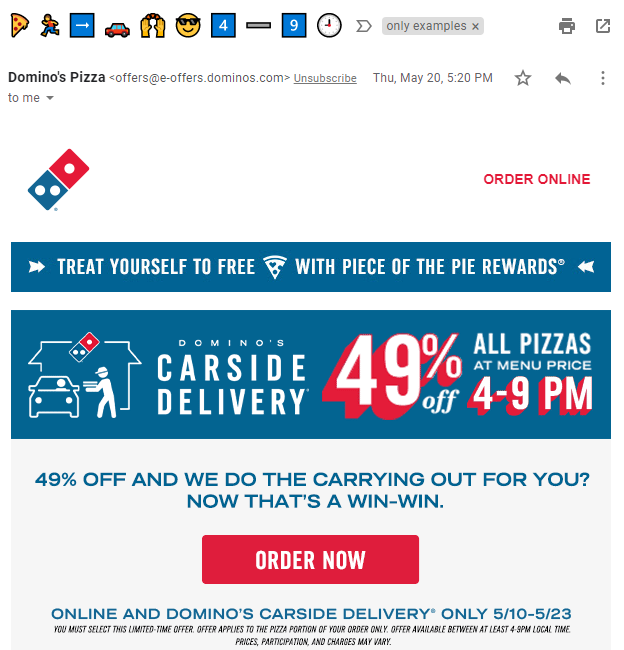 🍕🏃➡️🚗🙌😎4➖9🕘 only examples x
Domino's Pizza <offers@e-offers.dominos.com> Unsubscribe Thu, May 20, 5:20 PM
to me
ORDER ONLINE
TREAT YOURSELF TO FREE WITH PIECE OF THE PIE REWARDS®
DOMINO'S
CARSIDE
DELIVERY®
49% off
ALL PIZZAS
AT MENU PRICE
4-9 PM
49% OFF AND WE DO THE CARRYING OUT FOR YOU?
NOW THAT'S A WIN-WIN.
ORDER NOW
ONLINE AND DOMINO'S CARSIDE DELIVERY® ONLY 5/10-5/23
YOU MUST SELECT THIS LIMITED-TIME OFFER. OFFER APPLIES TO THE PIZZA PORTION OF YOUR ORDER ONLY. OFFER AVAILABLE BETWEEN AT LEAST 4-9PM LOCAL TIME.
PRICES, PARTICIPATION, AND CHARGES MAY VARY.